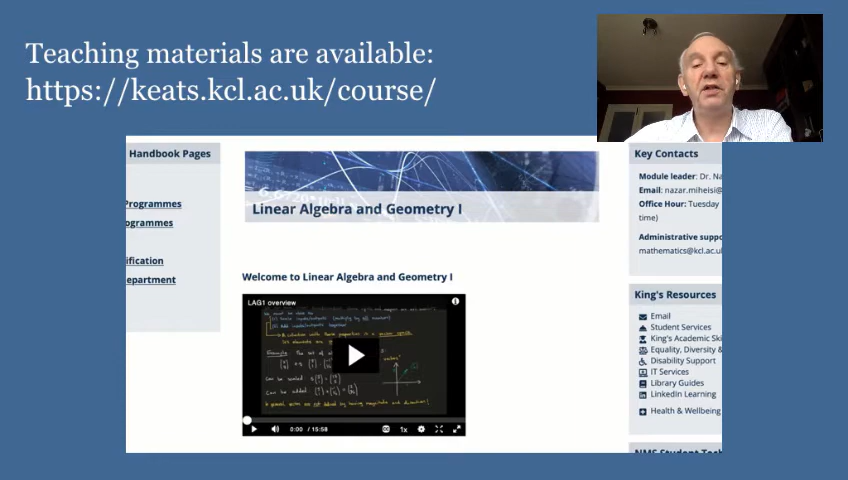 Teaching materials are available:
https://keats.kcl.ac.uk/course/
Handbook Pages
Programmes
ogrammes
ification
epartment
Linear Algebra and Geometry I
Welcome to Linear Algebra and Geometry I
LAG1 overview
0:00 / 15:58
1x
Key Contacts
Module leader: Dr. Na
Email: nazar.miheisi@
Office Hour: Tuesday
time)
Administrative suppo
mathematics@kcl.ac.u
King's Resources
Email
Student Services
King's Academic Ski
Equality, Diversity &
Disability Support
IT Services
Library Guides
LinkedIn Learning
Health & Wellbeing
NMS Student Tech